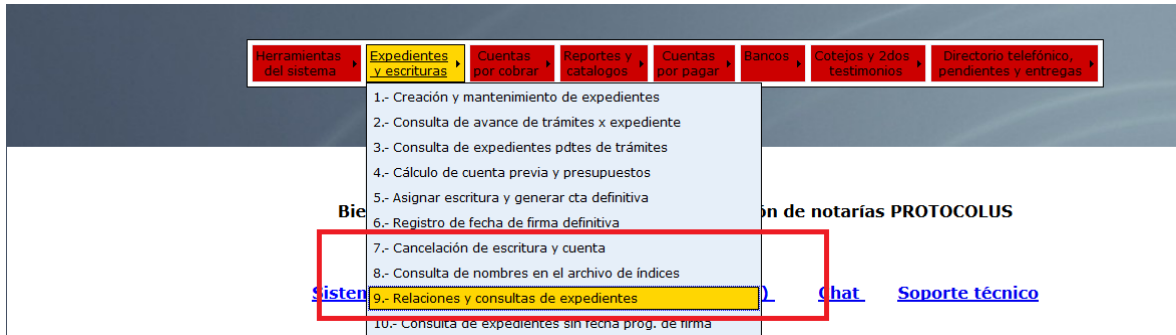 Herramientas
del sistema
Expedientes
y escrituras
Cuentas
por cobrar
Reportes y
catalogos
Cuentas
por pagar
Bancos
Cotejos y 2dos
testimonios
Directorio telefónico,
pendientes y entregas
1.- Creación y mantenimiento de expedientes
2.- Consulta de avance de trámites x expediente
3.- Consulta de expedientes pdtes de trámites
4.- Cálculo de cuenta previa y presupuestos
5.- Asignar escritura y generar cta definitiva
Bie ón de notarías PROTOCOLUS
6.- Registro de fecha de firma definitiva
7.- Cancelación de escritura y cuenta
8.- Consulta de nombres en el archivo de índices
Sisten ) Chat Soporte técnico
9.- Relaciones y consultas de expedientes
10.- Consulta de expedientes sin fecha prog. de firma